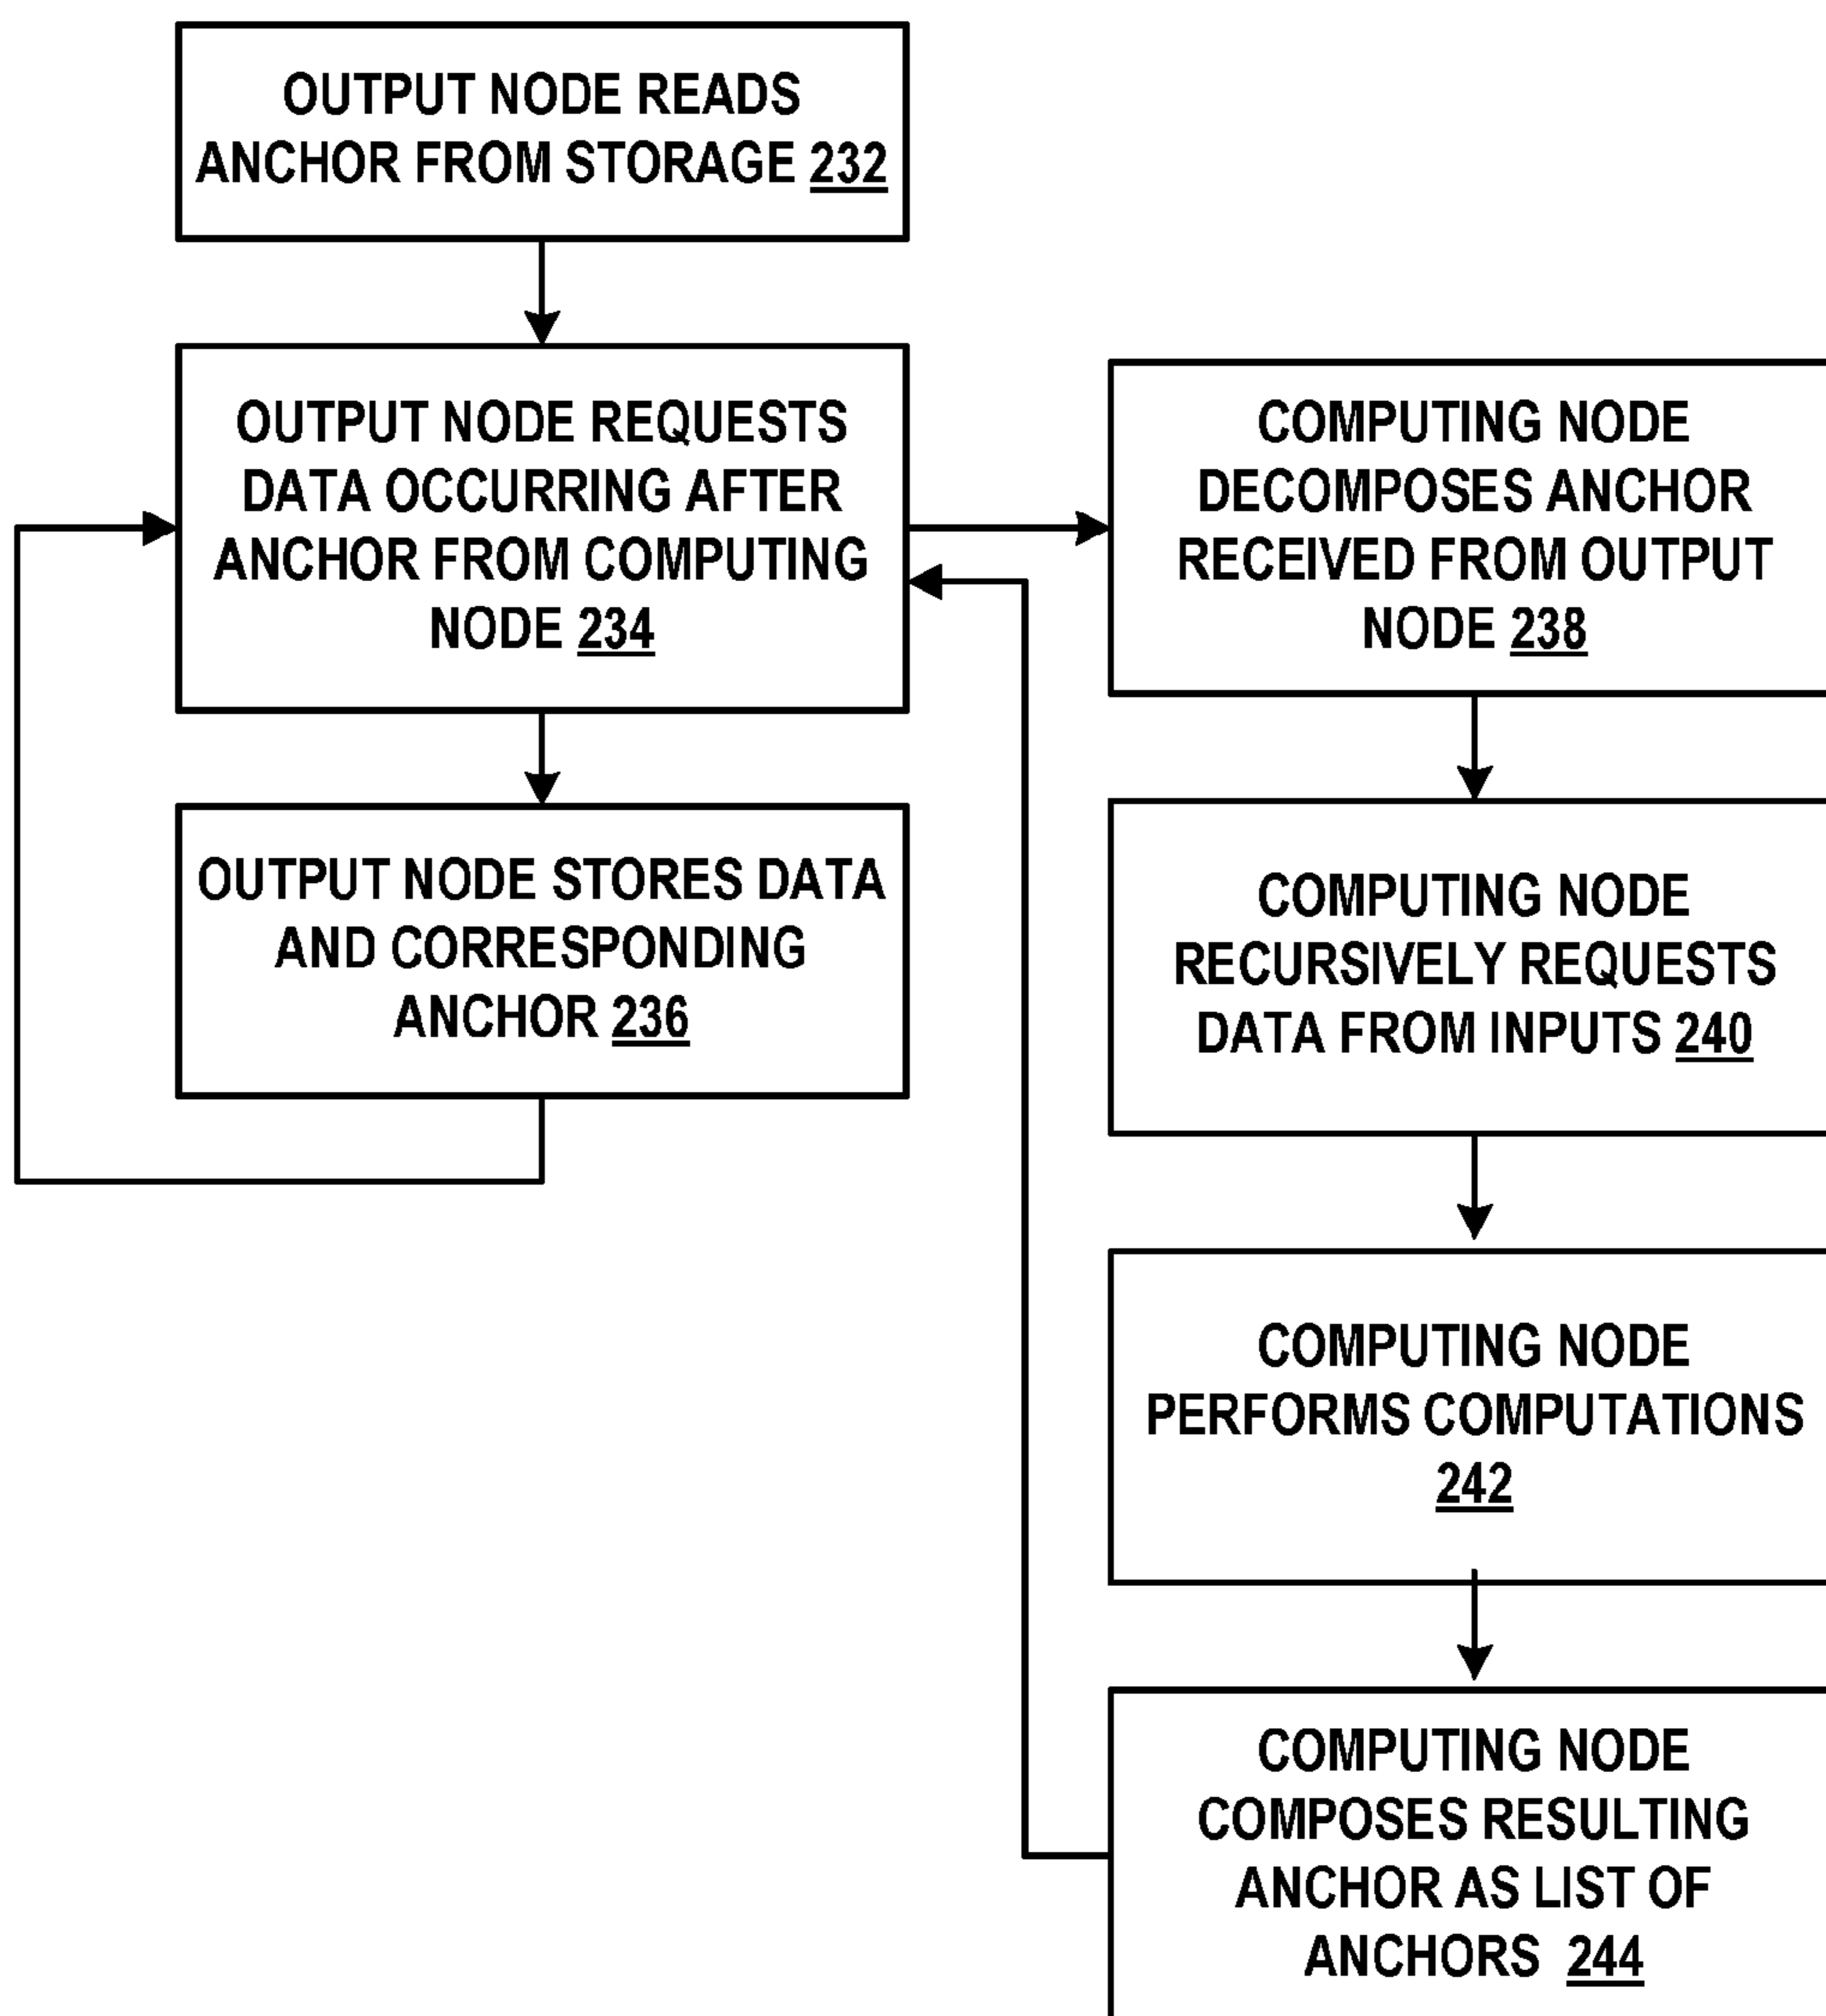 OUTPUT NODE READS
ANCHOR FROM STORAGE 232
OUTPUT NODE REQUESTS
DATA OCCURRING AFTER
ANCHOR FROM COMPUTING
NODE 234
OUTPUT NODE STORES DATA
AND CORRESPONDING
ANCHOR 236
COMPUTING NODE
DECOMPOSES ANCHOR
RECEIVED FROM OUTPUT
NODE 238
COMPUTING NODE
RECURSIVELY REQUESTS
DATA FROM INPUTS 240
COMPUTING NODE
PERFORMS COMPUTATIONS
242
COMPUTING NODE
COMPOSES RESULTING
ANCHOR AS LIST OF
ANCHORS 244